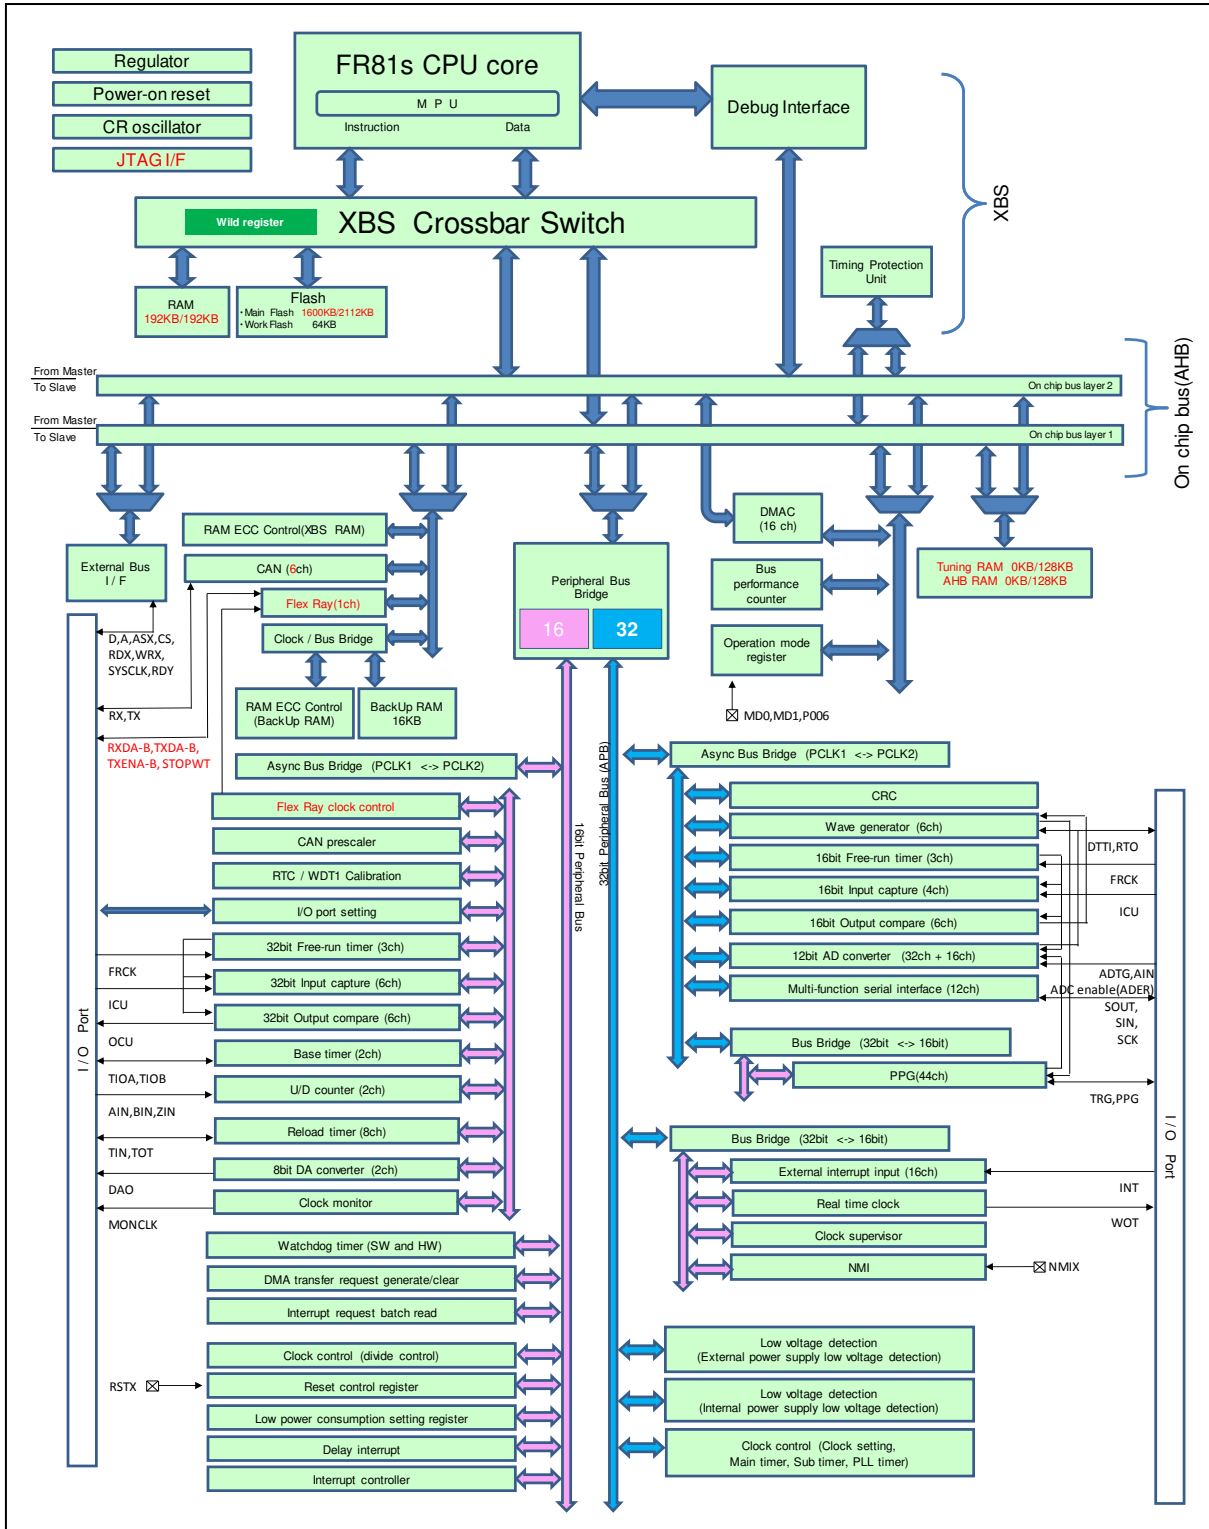 Regulator
Power-on reset
CR oscillator
JTAG I/F
FR81s CPU core
M P U
Instruction
Data
Debug Interface
XBS
Wild register
XBS Crossbar Switch
RAM
192KB/192KB
Flash
・Main Flash 1600KB/2112KB
・Work Flash 64KB
Timing Protection
Unit
From Master
To Slave
On chip bus layer 2
From Master
To Slave
On chip bus layer 1
On chip bus(AHB)
External Bus
I / F
RAM ECC Control(XBS RAM)
CAN (6ch)
Flex Ray(1ch)
Clock / Bus Bridge
RAM ECC Control
(BackUp RAM)
BackUp RAM
16KB
Peripheral Bus
Bridge
16
32
DMAC
(16 ch)
Bus
performance
counter
Operation mode
register
MD0,MD1,P006
Tuning RAM 0KB/128KB
AHB RAM 0KB/128KB
D,A,ASX,CS,
RDX,WRX,
SYSCLK,RDY
RX,TX
RXDA-B,TXDA-B,
TXENA-B, STOPWT
Async Bus Bridge (PCLK1 <-> PCLK2)
Flex Ray clock control
CAN prescaler
RTC / WDT1 Calibration
I/O port setting
32bit Free-run timer (3ch)
32bit Input capture (6ch)
32bit Output compare (6ch)
Base timer (2ch)
U/D counter (2ch)
Reload timer (8ch)
8bit DA converter (2ch)
Clock monitor
FRCK
ICU
OCU
TIOA,TIOB
AIN,BIN,ZIN
TIN,TOT
DAO
MONCLK
I / O Port
Watchdog timer (SW and HW)
DMA transfer request generate/clear
Interrupt request batch read
Clock control (divide control)
RSTX
Reset control register
Low power consumption setting register
Delay interrupt
Interrupt controller
16bit Peripheral Bus
32bit Peripheral Bus (APB)
Async Bus Bridge (PCLK1 <-> PCLK2)
CRC
Wave generator (6ch)
16bit Free-run timer (3ch)
16bit Input capture (4ch)
16bit Output compare (6ch)
12bit AD converter (32ch + 16ch)
Multi-function serial interface (12ch)
Bus Bridge (32bit <-> 16bit)
PPG(44ch)
DTTI,RTO
FRCK
ICU
ADTG,AIN
ADC enable(ADER)
SOUT,
SIN,
SCK
TRG,PPG
Bus Bridge (32bit <-> 16bit)
External interrupt input (16ch)
Real time clock
Clock supervisor
NMI
INT
WOT
NMIX
I / O Port
Low voltage detection
(External power supply low voltage detection)
Low voltage detection
(Internal power supply low voltage detection)
Clock control (Clock setting,
Main timer, Sub timer, PLL timer)